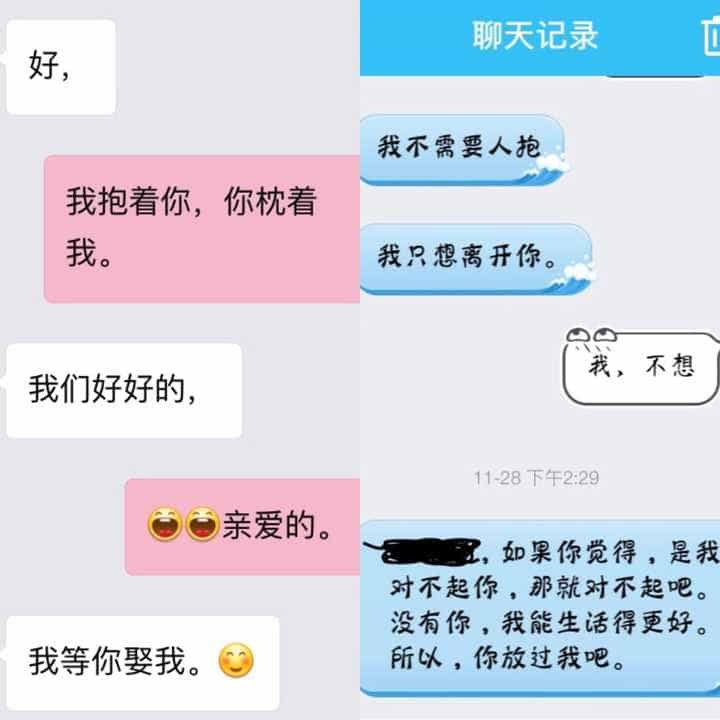 好，
我抱着你，你枕着
我。
我们好好的，
亲爱的。
我等你娶我。
聊天记录
我不需要人抱
我只想离开你。
我，不想
11-28 下午2:29
，如果你觉得，是我
对不起你，那就对不起吧。
没有你，我能生活得更好。
所以，你放过我吧。